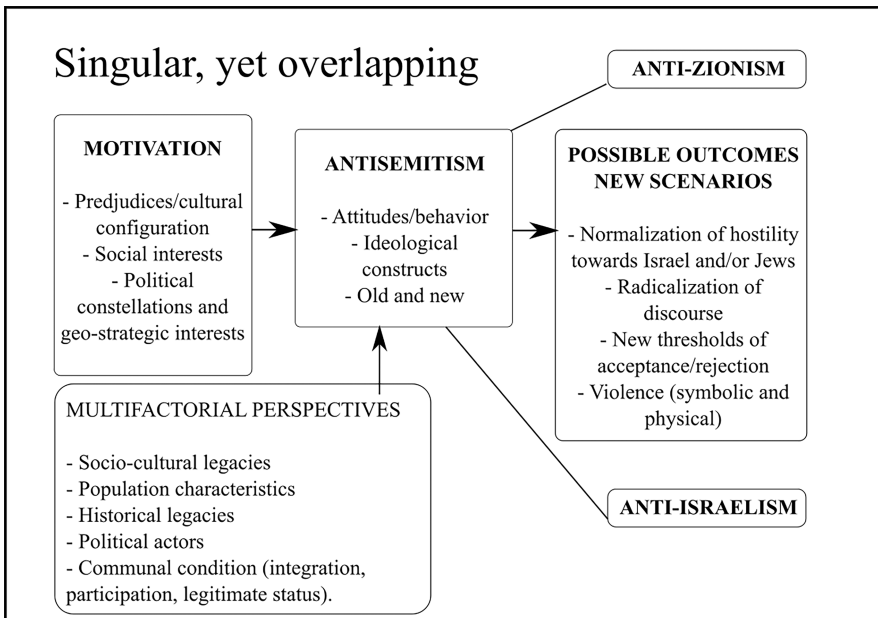 Singular, yet overlapping
ANTI-ZIONISM
MOTIVATION
- Predjudices/cultural
configuration
- Social interests
- Political
constellations and
geo-strategic interests
ANTISEMITISM
- Attitudes/behavior
- Ideological
constructs
- Old and new
POSSIBLE OUTCOMES
NEW SCENARIOS
- Normalization of hostility
towards Israel and/or Jews
- Radicalization of
discourse
- New thresholds of
acceptance/rejection
- Violence (symbolic and
physical)
MULTIFACTORIAL PERSPECTIVES
- Socio-cultural legacies
- Population characteristics
- Historical legacies
- Political actors
- Communal condition (integration,
participation, legitimate status).
ANTI-ISRAELISM